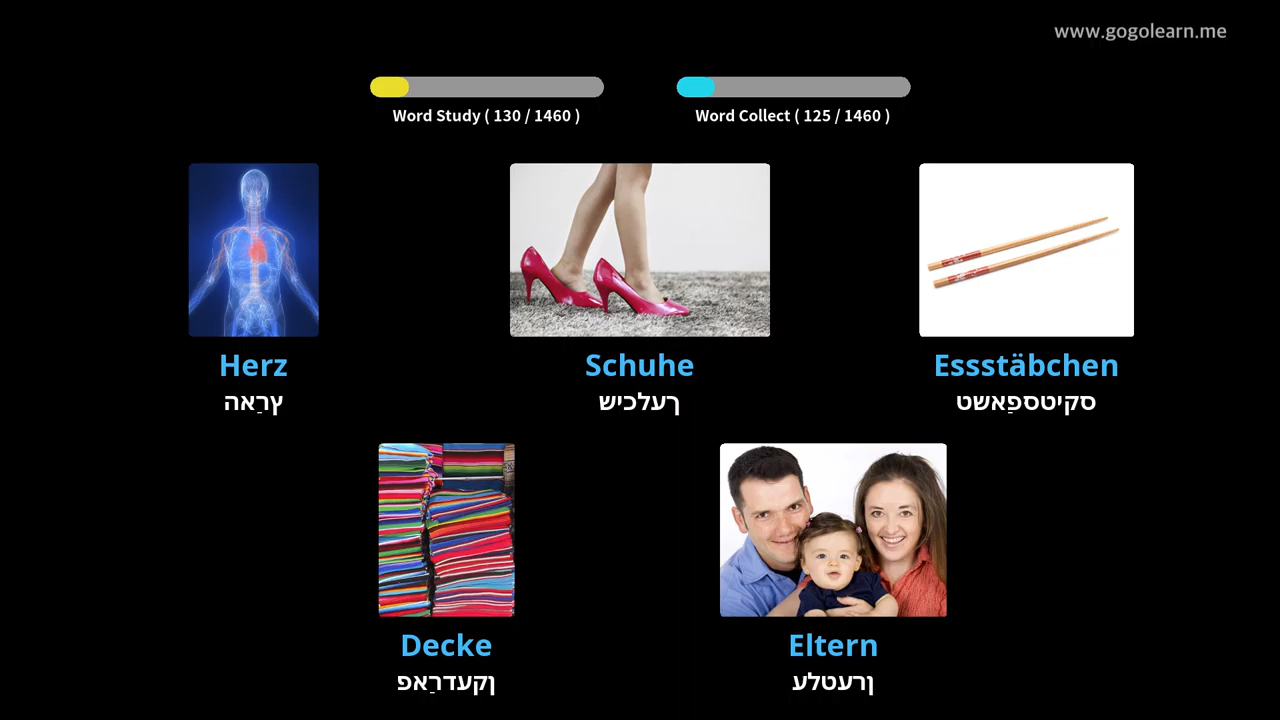 www.gogolearn.me
Word Study ( 130 / 1460 )
Word Collect ( 125 / 1460 )
Herz
האַרץ
Schuhe
שיכלעך
Essstäbchen
טשאַפּסטיקס
Decke
פאַרדעקן
Eltern
עלטערן